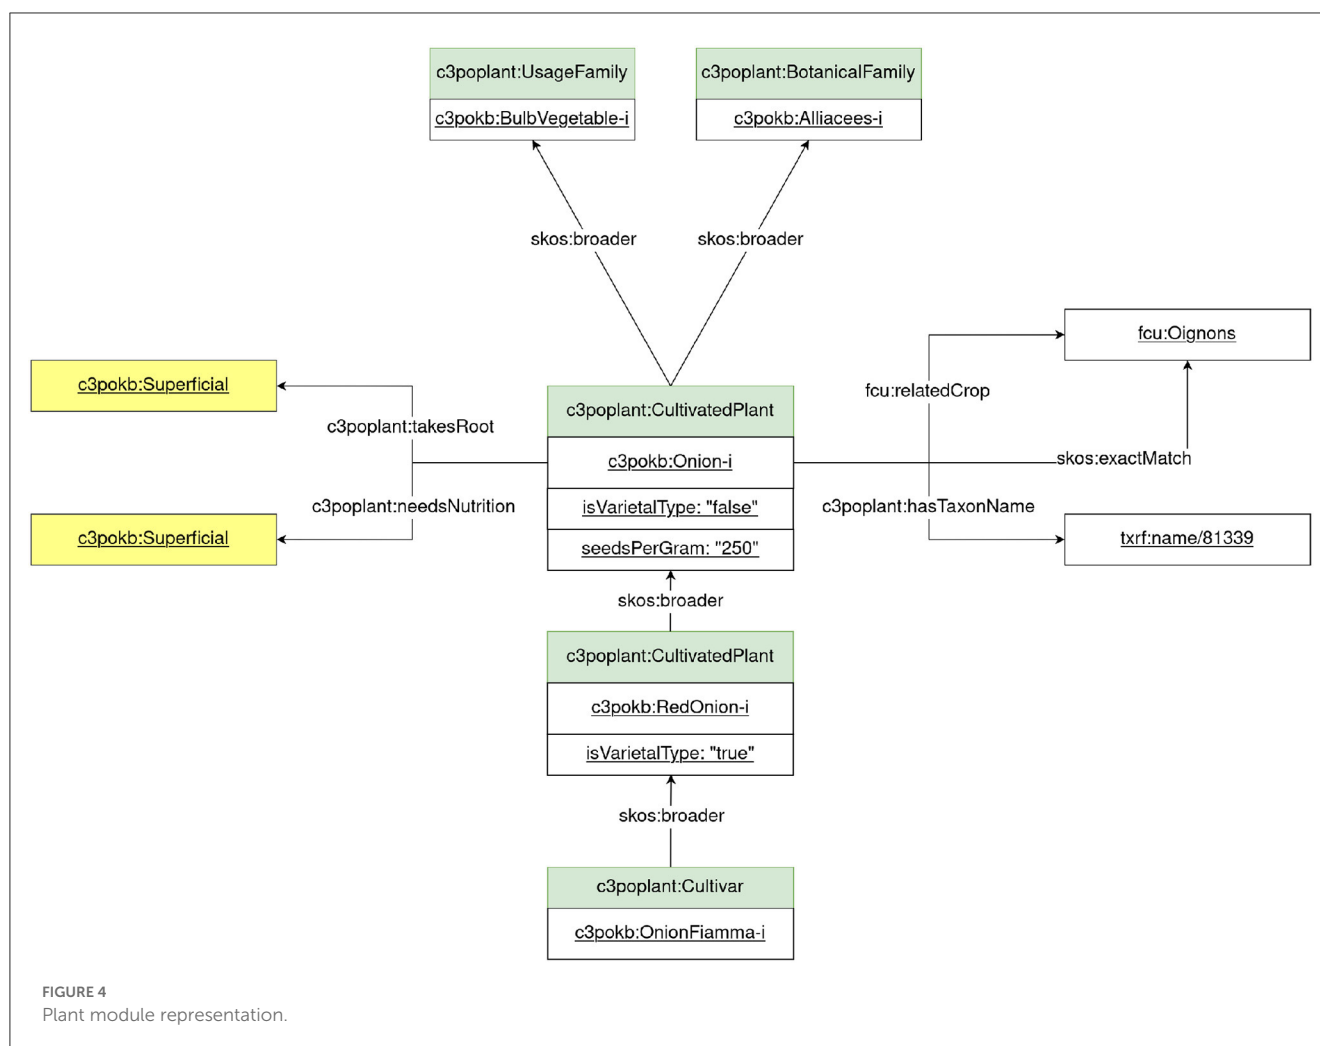 c3poplant:UsageFamily
c3pokb:BulbVegetable-i
c3poplant:BotanicalFamily
c3pokb:Alliacees-i
skos:broader
skos:broader
fcu:Oignons
c3pokb:Superficial
fcu:relatedCrop
c3poplant:CultivatedPlant
c3poplant:takesRoot
c3pokb:Onion-i
skos:exactMatch
c3poplant:needsNutrition
isVarietalType: "false"
c3poplant:hasTaxonName
c3pokb:Superficial
seedsPerGram: "250"
txrf:name/81339
skos:broader
c3poplant:CultivatedPlant
c3pokb:RedOnion-i
isVarietalType: "true"
skos:broader
c3poplant:Cultivar
c3pokb:OnionFiamma-i
FIGURE 4
Plant module representation.